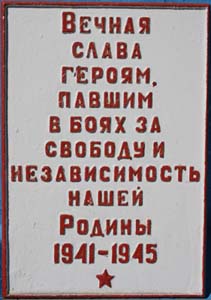 Вечная
слава
героям,
павшим
в боях за
свободу и
независимость
нашей
Родины
1941-1945